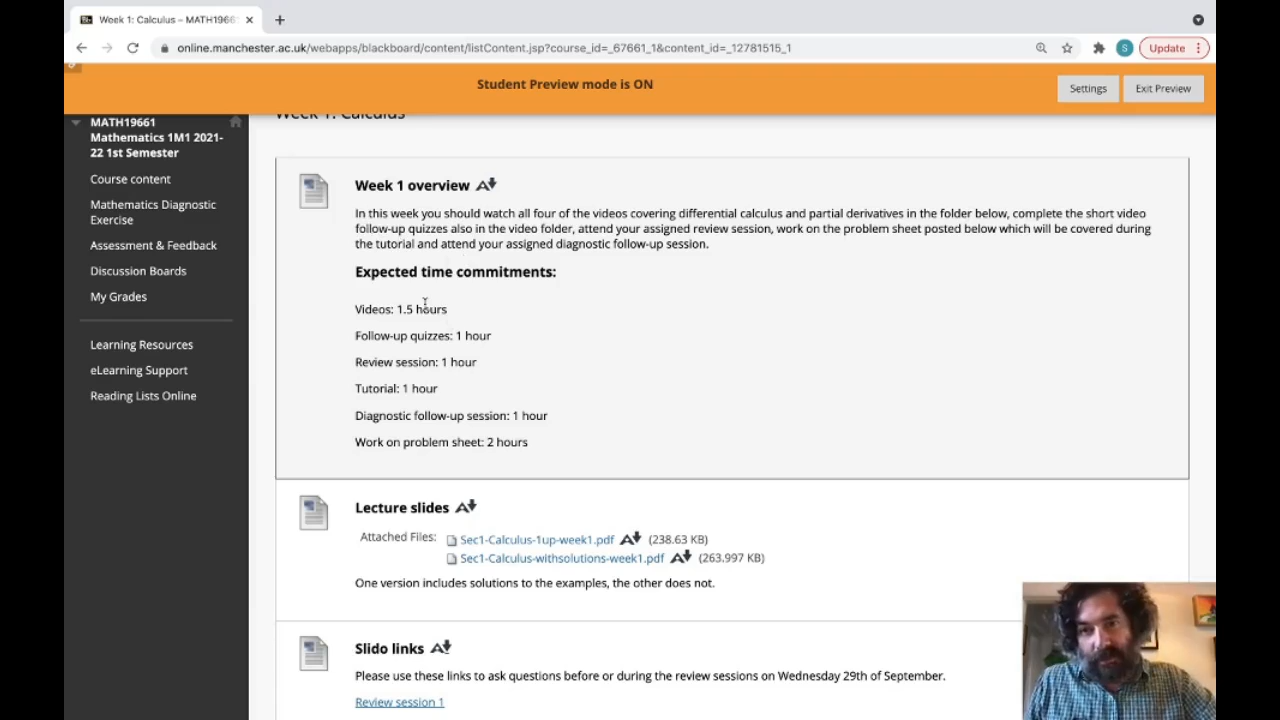 Week 1: Calculus – MATH1966
online.manchester.ac.uk/webapps/blackboard/content/listContent.jsp?course_id=_67661_1&content_id=_12781515_1
S
Update
Student Preview mode is ON
Settings
Exit Preview
MATH19661
Mathematics 1M1 2021-
22 1st Semester
Course content
Mathematics Diagnostic
Exercise
Assessment & Feedback
Discussion Boards
My Grades
Learning Resources
eLearning Support
Reading Lists Online
Week 1: Calculus
Week 1 overview
In this week you should watch all four of the videos covering differential calculus and partial derivatives in the folder below, complete the short video
follow-up quizzes also in the video folder, attend your assigned review session, work on the problem sheet posted below which will be covered during
the tutorial and attend your assigned diagnostic follow-up session.
Expected time commitments:
Videos: 1.5 hours
Follow-up quizzes: 1 hour
Review session: 1 hour
Tutorial: 1 hour
Diagnostic follow-up session: 1 hour
Work on problem sheet: 2 hours
Lecture slides
Attached Files: Sec1-Calculus-1up-week1.pdf (238.63 KB)
Sec1-Calculus-withsolutions-week1.pdf (263.997 KB)
One version includes solutions to the examples, the other does not.
Slido links
Please use these links to ask questions before or during the review sessions on Wednesday 29th of September.
Review session 1